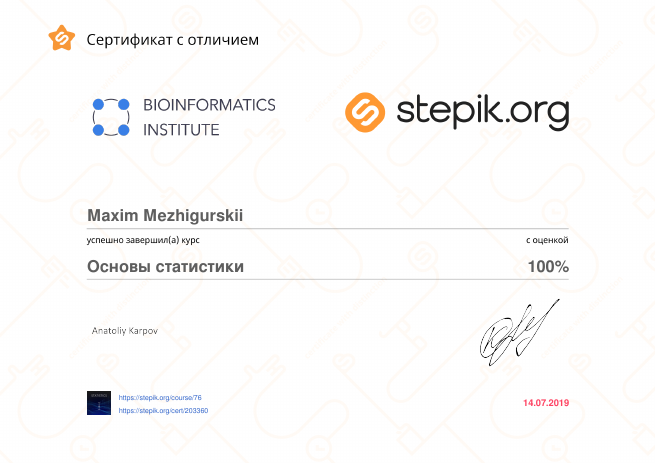 Сертификат с отличием
BIOINFORMATICS
INSTITUTE
stepik.org
Maxim Mezhigurskii
успешно завершил(а) курс
с оценкой
Основы статистики
100%
Anatoliy Karpov
https://stepik.org/course/76
https://stepik.org/cert/203360
14.07.2019